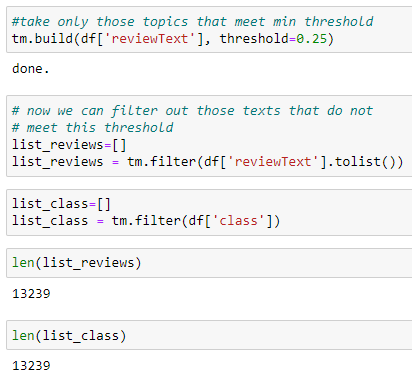 #take only those topics that meet min threshold
tm.build(df['reviewText'], threshold=0.25)
done.
# now we can filter out those texts that do not
# meet this threshold
list_reviews=[]
list_reviews = tm.filter(df['reviewText'].tolist())
list_class=[]
list_class = tm.filter(df['class'])
len(list_reviews)
13239
len(list_class)
13239